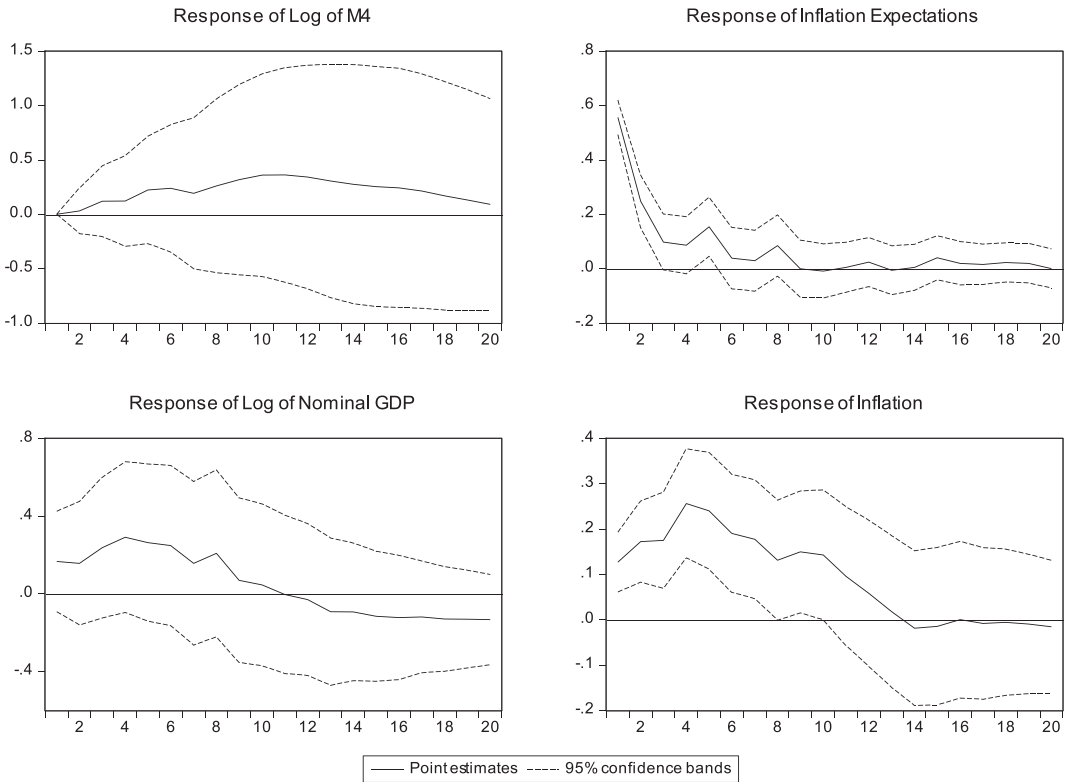 Response of Log of M4
1.5
1.0
0.5
0.0
-0.5
-1.0
2 4 6 8 10 12 14 16 18 20
Response of Inflation Expectations
.8
.6
.4
.2
.0
-.2
2 4 6 8 10 12 14 16 18 20
Response of Log of Nominal GDP
.8
.4
.0
-.4
2 4 6 8 10 12 14 16 18 20
Response of Inflation
.4
.3
.2
.1
.0
-.1
-.2
2 4 6 8 10 12 14 16 18 20
Point estimates 95% confidence bands